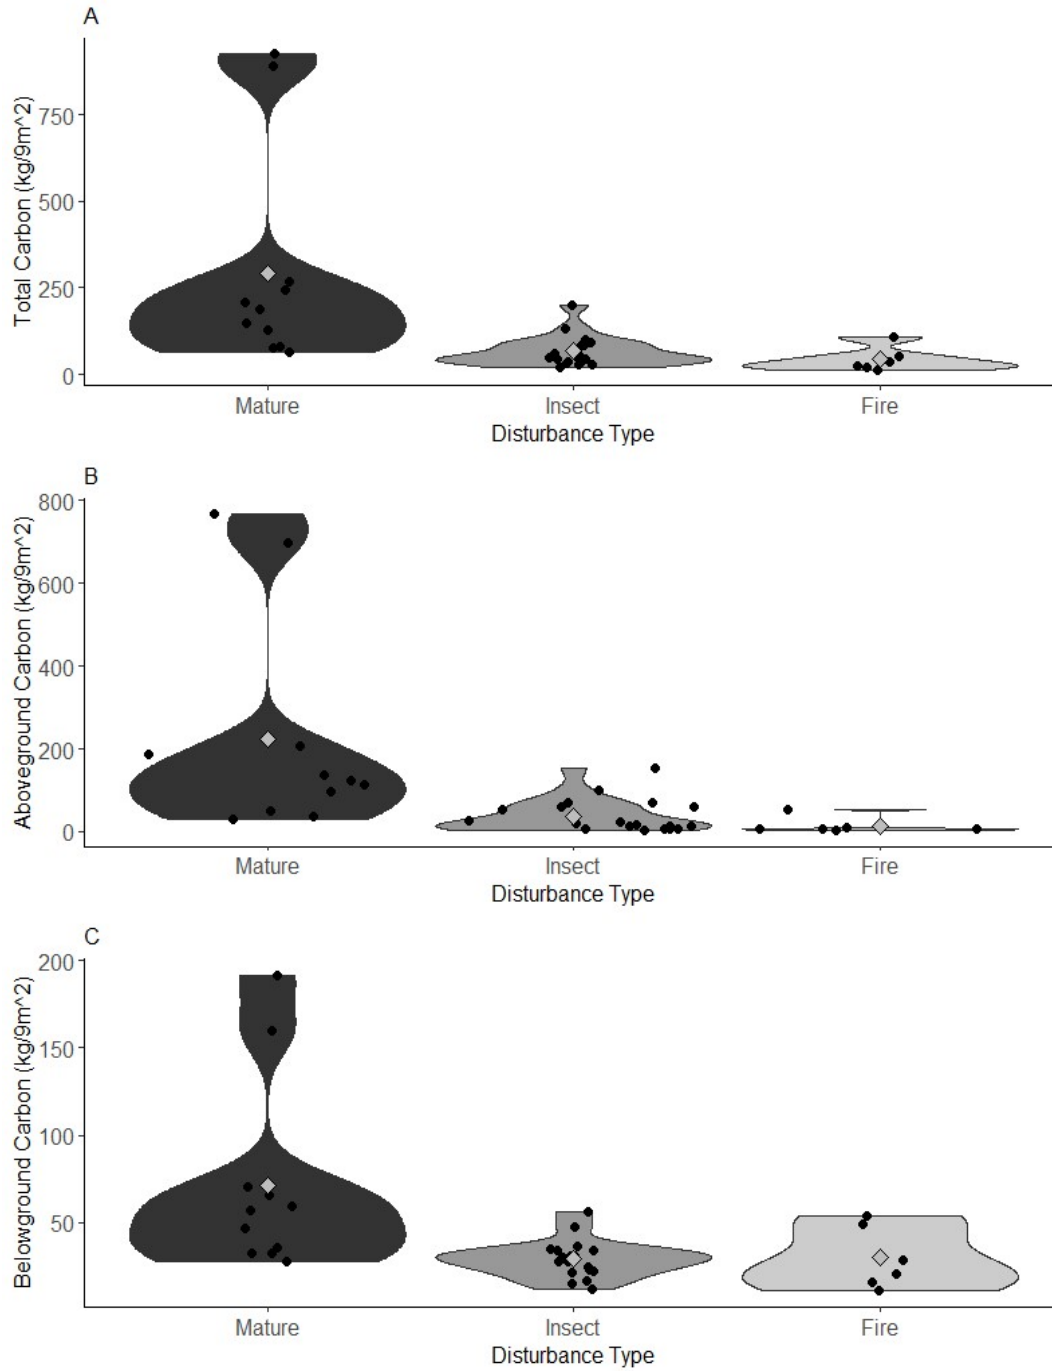 A
Total Carbon (kg/9m^2)
750
500
250
0
Mature Insect Fire
Disturbance Type
B
Aboveground Carbon (kg/9m^2)
800
600
400
200
0
Mature Insect Fire
Disturbance Type
C
Belowground Carbon (kg/9m^2)
200
150
100
50
Mature Insect Fire
Disturbance Type